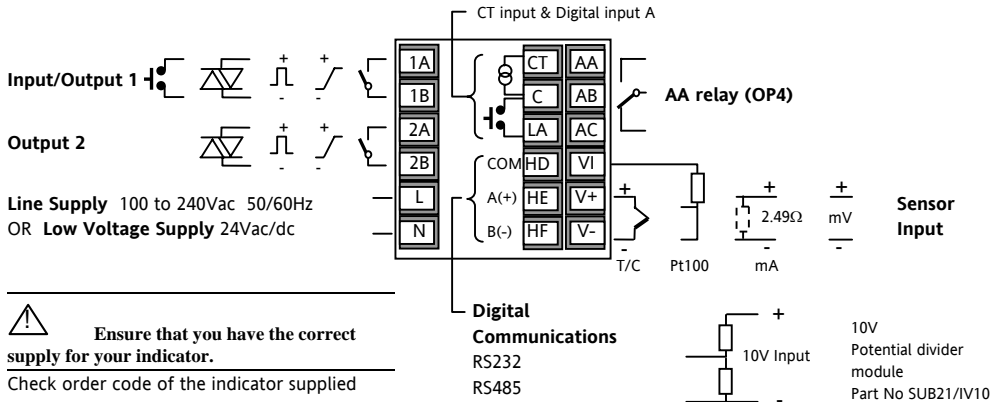 CT input & Digital input A
Input/Output 1
+ + 
- -
1A
1B
CT
C
AA
AB
AA relay (OP4)
Output 2
+ +
- -
2A
2B
LA
COM HD
AC
VI
Line Supply 100 to 240Vac 50/60Hz
OR Low Voltage Supply 24Vac/dc
L
N
A(+) HE
B(-) HF
V+
V-
+
-
T/C
Pt100
+
2.49Ω
-
mA
+
mV
-
Sensor
Input
Ensure that you have the correct
supply for your indicator.
Check order code of the indicator supplied
Digital
Communications
RS232
RS485
+
10V Input
-
10V
Potential divider
module
Part No SUB21/IV10